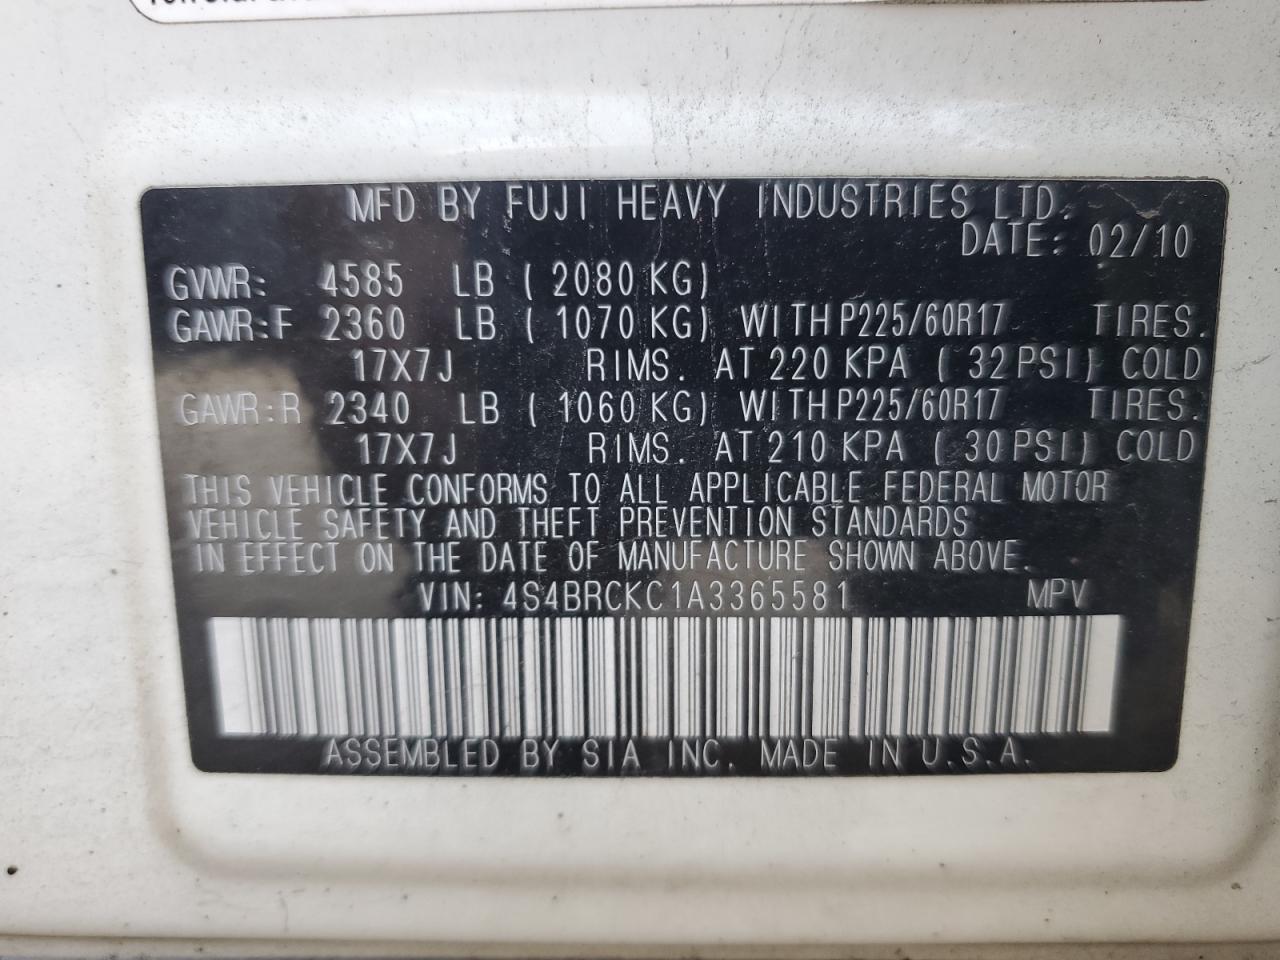 MFD BY FUJI HEAVY INDUSTRIES LTD.
DATE: 02/10
GVWR: 4585 LB ( 2080 KG)
GAWR:F 2360 LB ( 1070 KG) WITH P225/60R17 TIRES.
17X7J RIMS. AT 220 KPA ( 32 PSI) COLD
GAWR:R 2340 LB ( 1060 KG) WITH P225/60R17 TIRES.
17X7J RIMS. AT 210 KPA ( 30 PSI) COLD
THIS VEHICLE CONFORMS TO ALL APPLICABLE FEDERAL MOTOR
VEHICLE SAFETY AND THEFT PREVENTION STANDARDS
IN EFFECT ON THE DATE OF MANUFACTURE SHOWN ABOVE.
VIN: 4S4BRCKC1A3365581 MPV
ASSEMBLED BY SIA INC. MADE IN U.S.A.